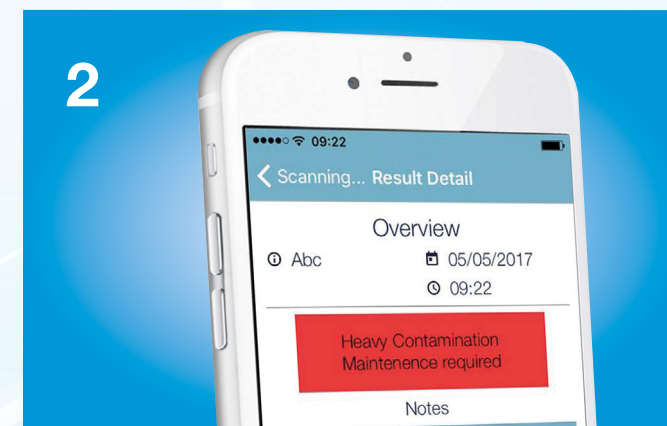 2
09:22
Scanning... Result Detail
Overview
Abc
05/05/2017
09:22
Heavy Contamination
Maintenence required
Notes